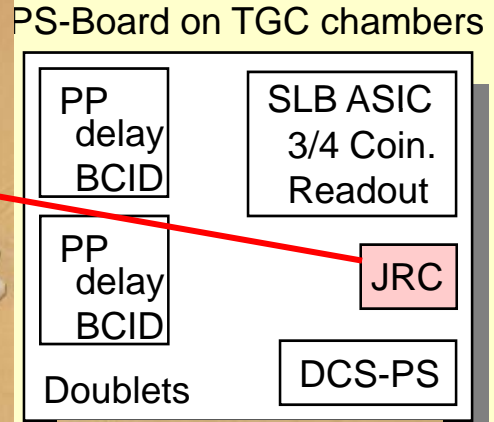 PS-Board on TGC chambers
PP
delay
BCID
SLB ASIC
3/4 Coin.
Readout
PP
delay
BCID
JRC
DCS-PS
Doublets